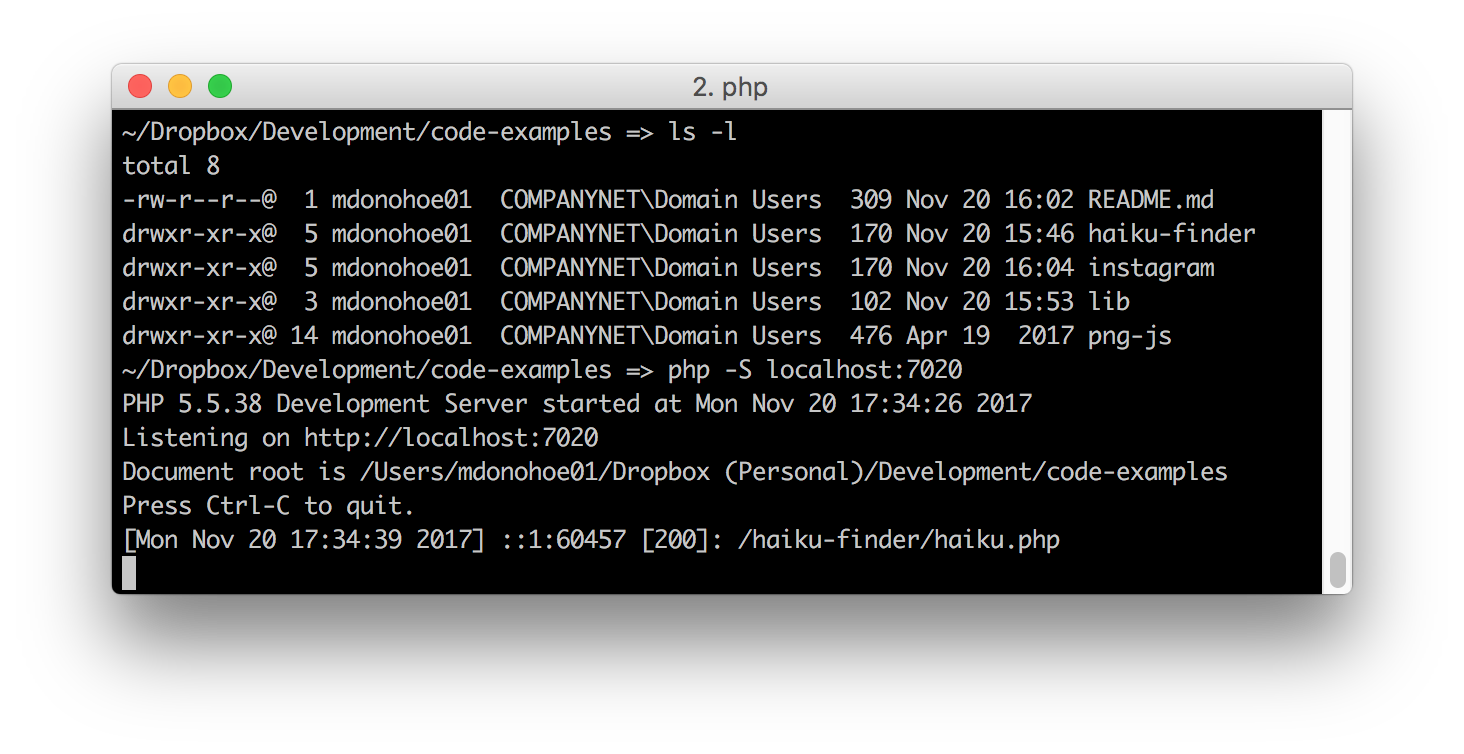 2. php
~/Dropbox/Development/code-examples => ls -l
total 8
-rw-r--r--@  1 mdonohoe01  COMPANYNET\Domain Users  309 Nov 20 16:02 README.md
drwxr-xr-x@  5 mdonohoe01  COMPANYNET\Domain Users  170 Nov 20 15:46 haiku-finder
drwxr-xr-x@  5 mdonohoe01  COMPANYNET\Domain Users  170 Nov 20 16:04 instagram
drwxr-xr-x@  3 mdonohoe01  COMPANYNET\Domain Users  102 Nov 20 15:53 lib
drwxr-xr-x@ 14 mdonohoe01  COMPANYNET\Domain Users  476 Apr 19  2017 png-js
~/Dropbox/Development/code-examples => php -S localhost:7020
PHP 5.5.38 Development Server started at Mon Nov 20 17:34:26 2017
Listening on http://localhost:7020
Document root is /Users/mdonohoe01/Dropbox (Personal)/Development/code-examples
Press Ctrl-C to quit.
[Mon Nov 20 17:34:39 2017] ::1:60457 [200]: /haiku-finder/haiku.php